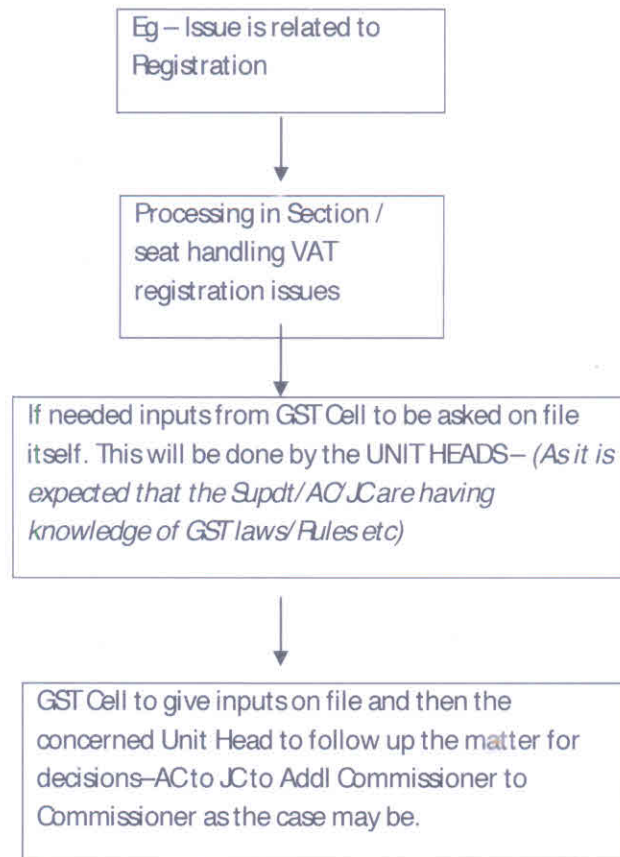 Eg – Issue is related to
Registration
Processing in Section /
seat handling VAT
registration issues
If needed inputs from GST Cell to be asked on file
itself. This will be done by the UNIT HEADS – (As it is
expected that the Supdt/ AC/ JC are having
knowledge of GST laws/ Rules etc)
GST Cell to give inputs on file and then the
concerned Unit Head to follow up the matter for
decisions–AC to JC to Addl Commissioner to
Commissioner as the case may be.